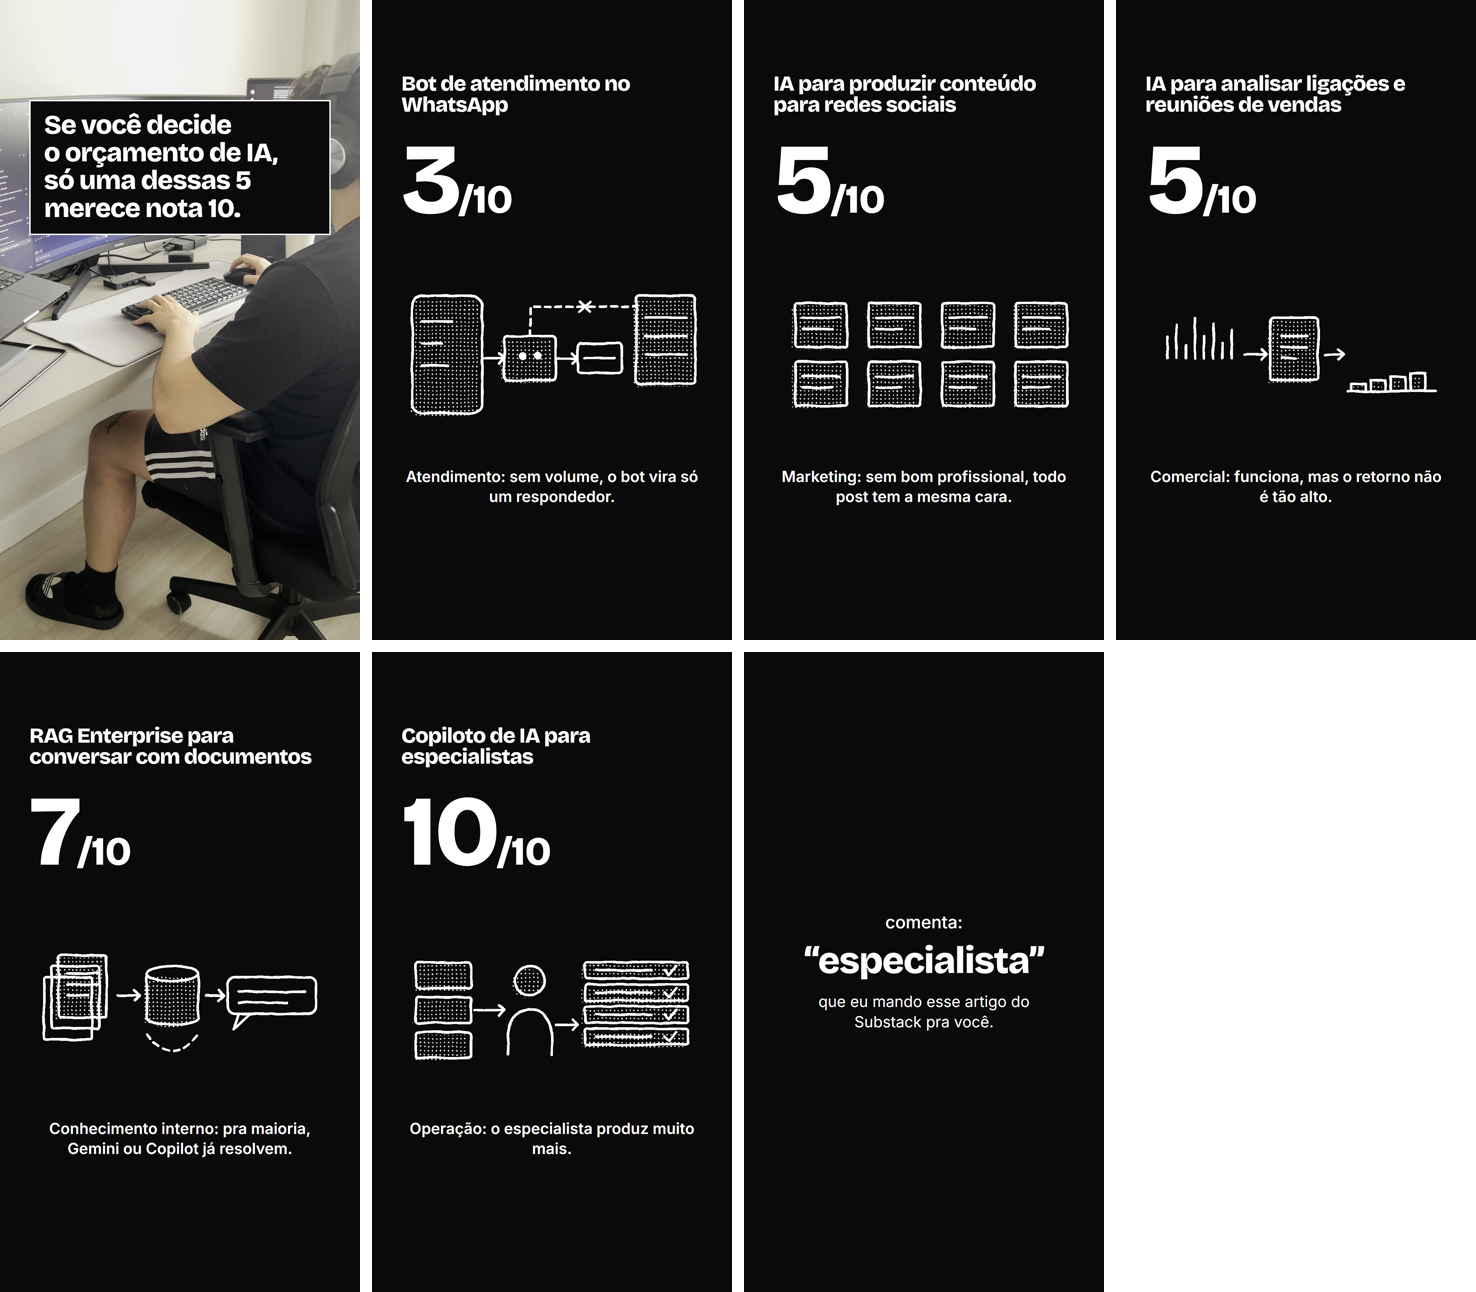 Se você decide
o orçamento de IA,
só uma dessas 5
merece nota 10.
Bot de atendimento no
WhatsApp
3/10
Atendimento: sem volume, o bot vira só
um respondedor.
IA para produzir conteúdo
para redes sociais
5/10
Marketing: sem bom profissional, todo
post tem a mesma cara.
IA para analisar ligações e
reuniões de vendas
5/10
Comercial: funciona, mas o retorno não
é tão alto.
RAG Enterprise para
conversar com documentos
7/10
Conhecimento interno: pra maioria,
Gemini ou Copilot já resolvem.
Copiloto de IA para
especialistas
10/10
Operação: o especialista produz muito
mais.
comenta:
“especialista”
que eu mando esse artigo do
Substack pra você.